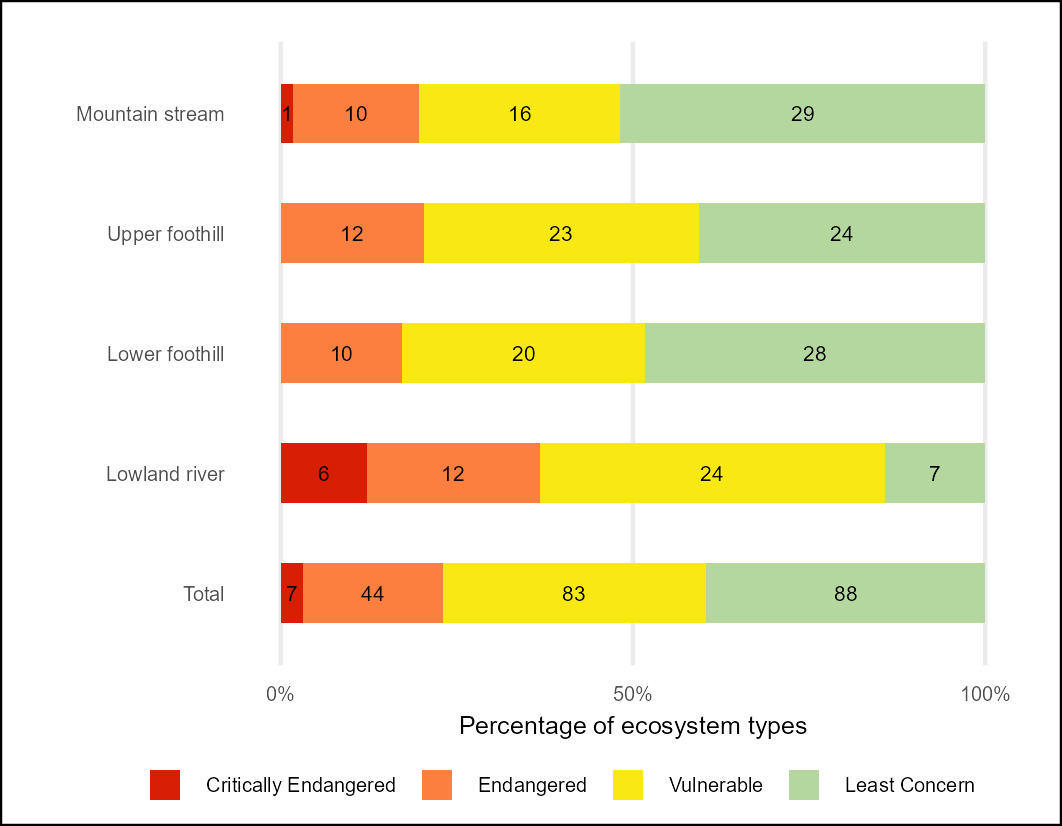 Mountain stream 1 10 16 29
Upper foothill 12 23 24
Lower foothill 10 20 28
Lowland river 6 12 24 7
Total 7 44 83 88
0% 50% 100%
Percentage of ecosystem types
Critically Endangered Endangered Vulnerable Least Concern